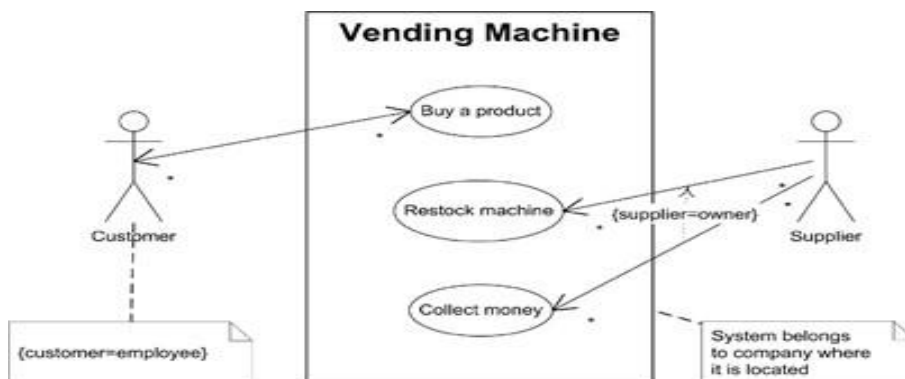 Vending Machine
Buy a product
*
*
Restock machine
{supplier=owner}
*
*
*
Customer
Supplier
Collect money
*
{customer=employee}
System belongs
to company where
it is located